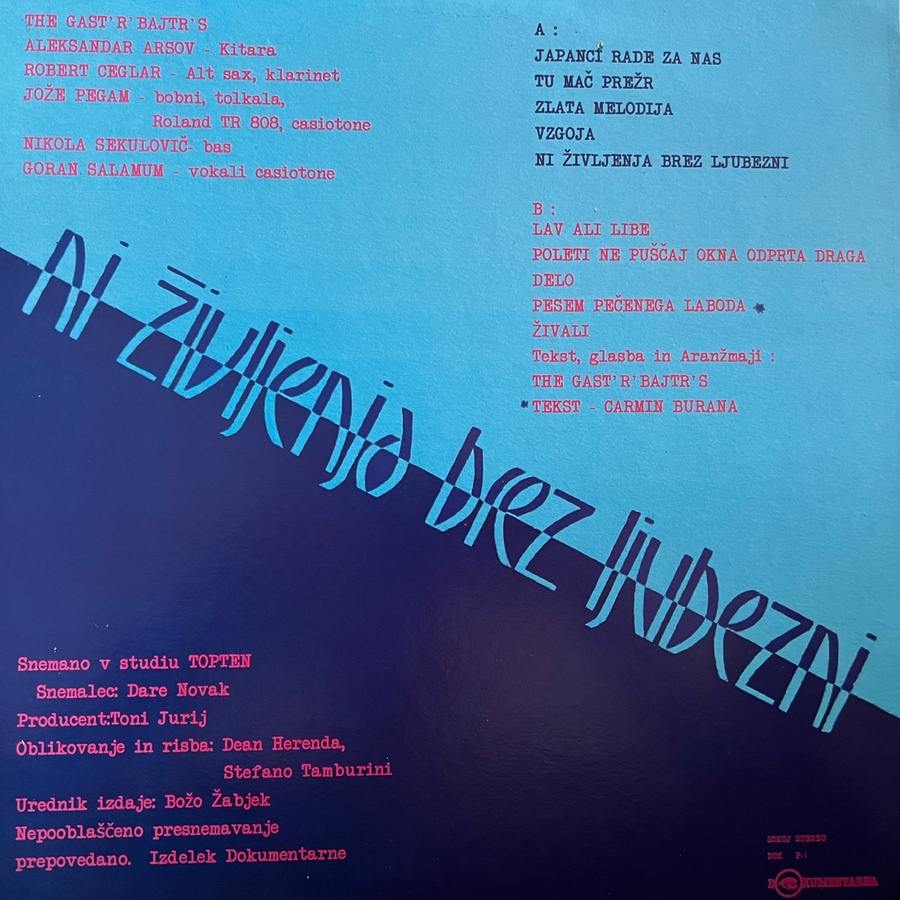 THE GAST'R'BAJTR'S
ALEKSANDAR ARSOV - Kitara
ROBERT CEGLAR - Alt sax, klarinet
JOŽE PEGAM - bobni, tolkala,
Roland TR 808, casiotone
NIKOLA SEKULOVIČ- bas
GORAN SALAMUM - vokali casiotone
A :
JAPANCI RADE ZA NAS
TU MAČ PREŽR
ZLATA MELODIJA
VZGOJA
NI ŽIVLJENJA BREZ LJUBEZNI
B :
LAV ALI LIBE
POLETI NE PUŠČAJ OKNA ODPRTA DRAGA
DELO
PESEM PEČENEGA LABODA *
ŽIVALI
Tekst, glasba in Aranžmaji :
THE GAST'R'BAJTR'S
*TEKST - CARMIN BURANA
Ni življenja brez ljubezni
Snemano v studiu TOPTEN
Snemalec: Dare Novak
Producent:Toni Jurij
Oblikovanje in risba: Dean Herenda,
Stefano Tamburini
Urednik izdaje: Božo Žabjek
Nepooblaščeno presnemavanje
prepovedano. Izdelek Dokumentarne
SOKOJ STEREO
DOK
DOKUMENTARNA